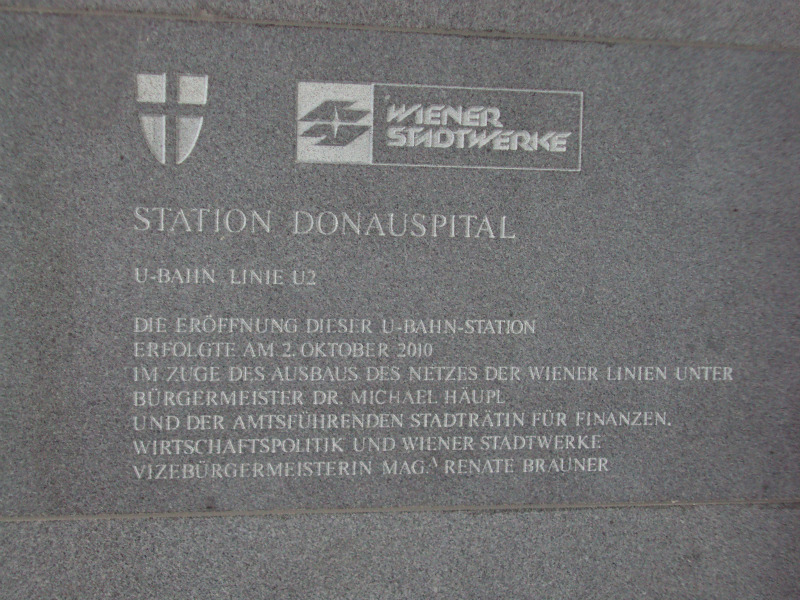 WIENER
STADTWERKE
STATION DONAUSPITAL
U-BAHN LINIE U2
DIE ERÖFFNUNG DIESER U-BAHN-STATION
ERFOLGTE AM 2. OKTOBER 2010
IM ZUGE DES AUSBAUS DES NETZES DER WIENER LINIEN UNTER
BÜRGERMEISTER DR. MICHAEL HÄUPL
UND DER AMTSFÜHRENDEN STADTRÄTIN FÜR FINANZEN,
WIRTSCHAFTSPOLITIK UND WIENER STADTWERKE
VIZEBÜRGERMEISTERIN MAG.ᴬ RENATE BRAUNER